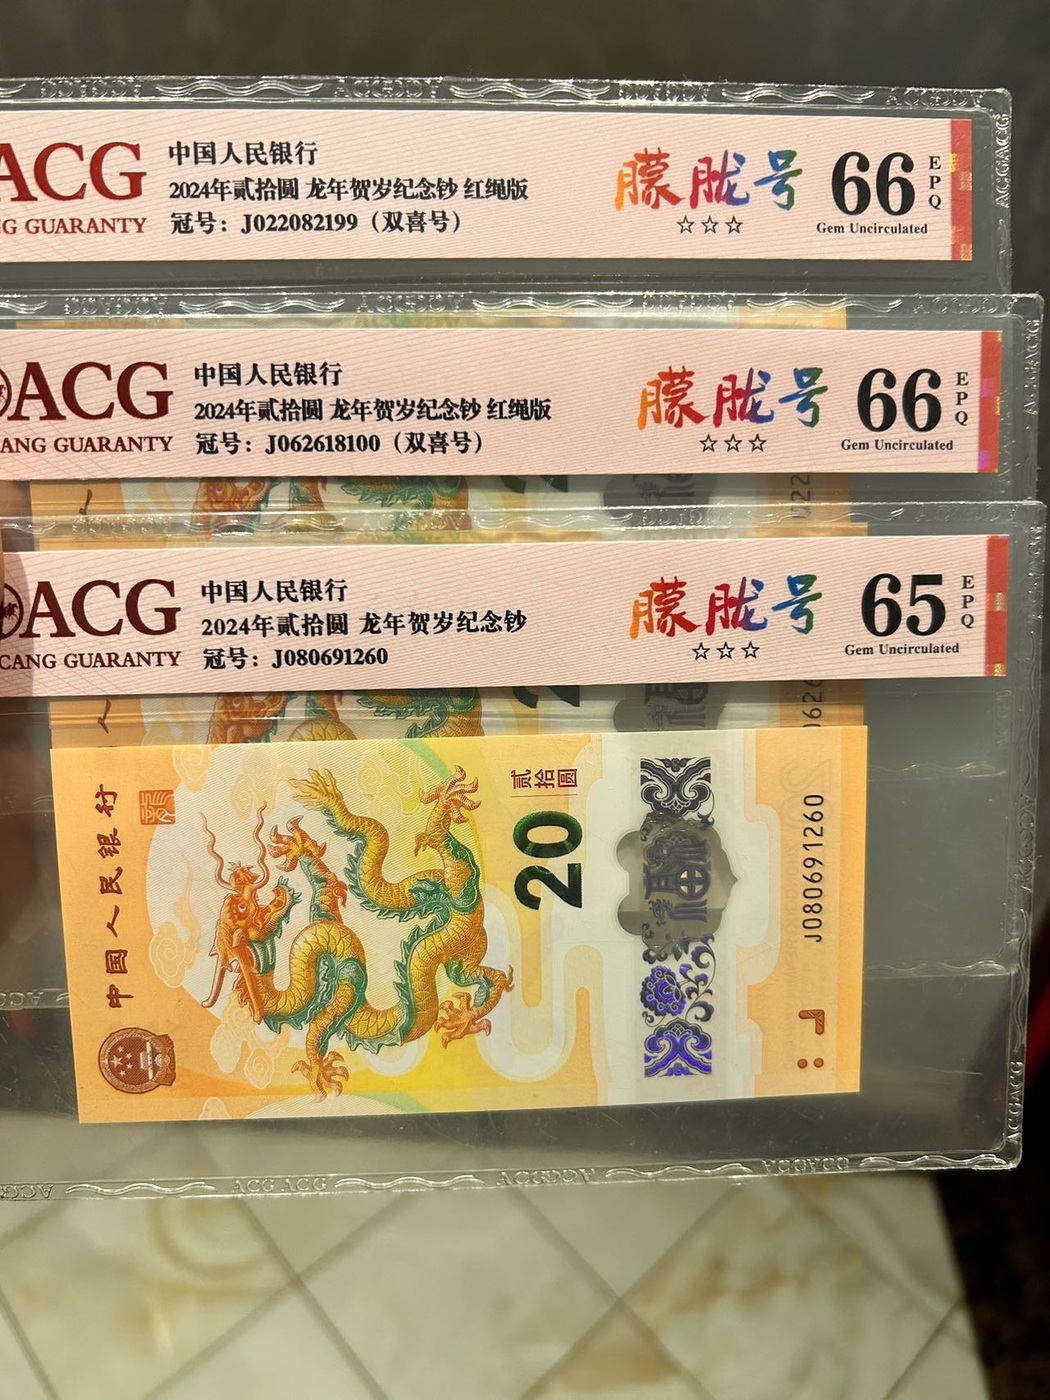 ACG
中国人民银行
2024年贰拾圆 龙年贺岁纪念钞 红绳版
冠号：J022082199（双喜号）
NG GUARANTY
朦胧号
☆☆☆
66
EPQ
Gem Uncirculated
ACG
中国人民银行
2024年贰拾圆 龙年贺岁纪念钞 红绳版
冠号：J062618100（双喜号）
CANG GUARANTY
朦胧号
☆☆☆
66
EPQ
Gem Uncirculated
ACG
中国人民银行
2024年贰拾圆 龙年贺岁纪念钞
冠号：J080691260
CANG GUARANTY
朦胧号
☆☆☆
65
EPQ
Gem Uncirculated
中国人民银行
贰拾圆
20
J080691260